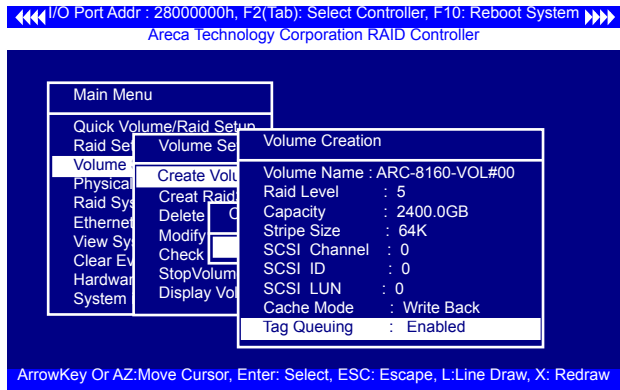 I/O Port Addr : 28000000h, F2(Tab): Select Controller, F10: Reboot System
Areca Technology Corporation RAID Controller
Main Menu
Quick Volume/Raid Setup
Raid Set
Volume
Physical
Raid Sys
Ethernet
View Sy
Clear Ev
Hardwar
System
Volume Se
Create Volu
Creat Raid
Delete
Modify
Check
StopVolum
Display Vol
C
Volume Creation
Volume Name : ARC-8160-VOL#00
Raid Level : 5
Capacity : 2400.0GB
Stripe Size : 64K
SCSI Channel : 0
SCSI ID : 0
SCSI LUN : 0
Cache Mode : Write Back
Tag Queuing : Enabled
ArrowKey Or AZ:Move Cursor, Enter: Select, ESC: Escape, L:Line Draw, X: Redraw